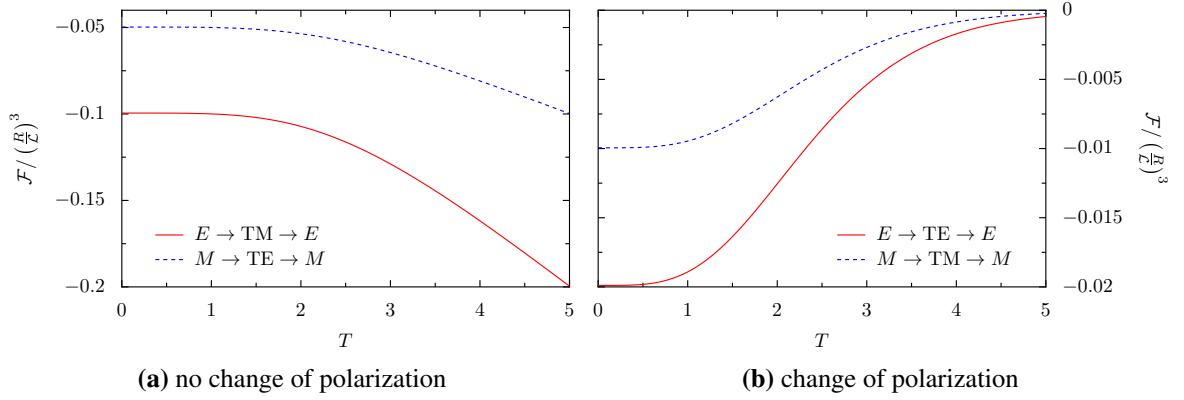 −0.05
−0.1
−0.15
−0.2
0 1 2 3 4 5
T
ℱ/(R/ℒ)³
E → TM → E
M → TE → M
(a) no change of polarization
0
−0.005
−0.01
−0.015
−0.02
0 1 2 3 4 5
T
ℱ/(R/ℒ)³
E → TE → E
M → TM → M
(b) change of polarization